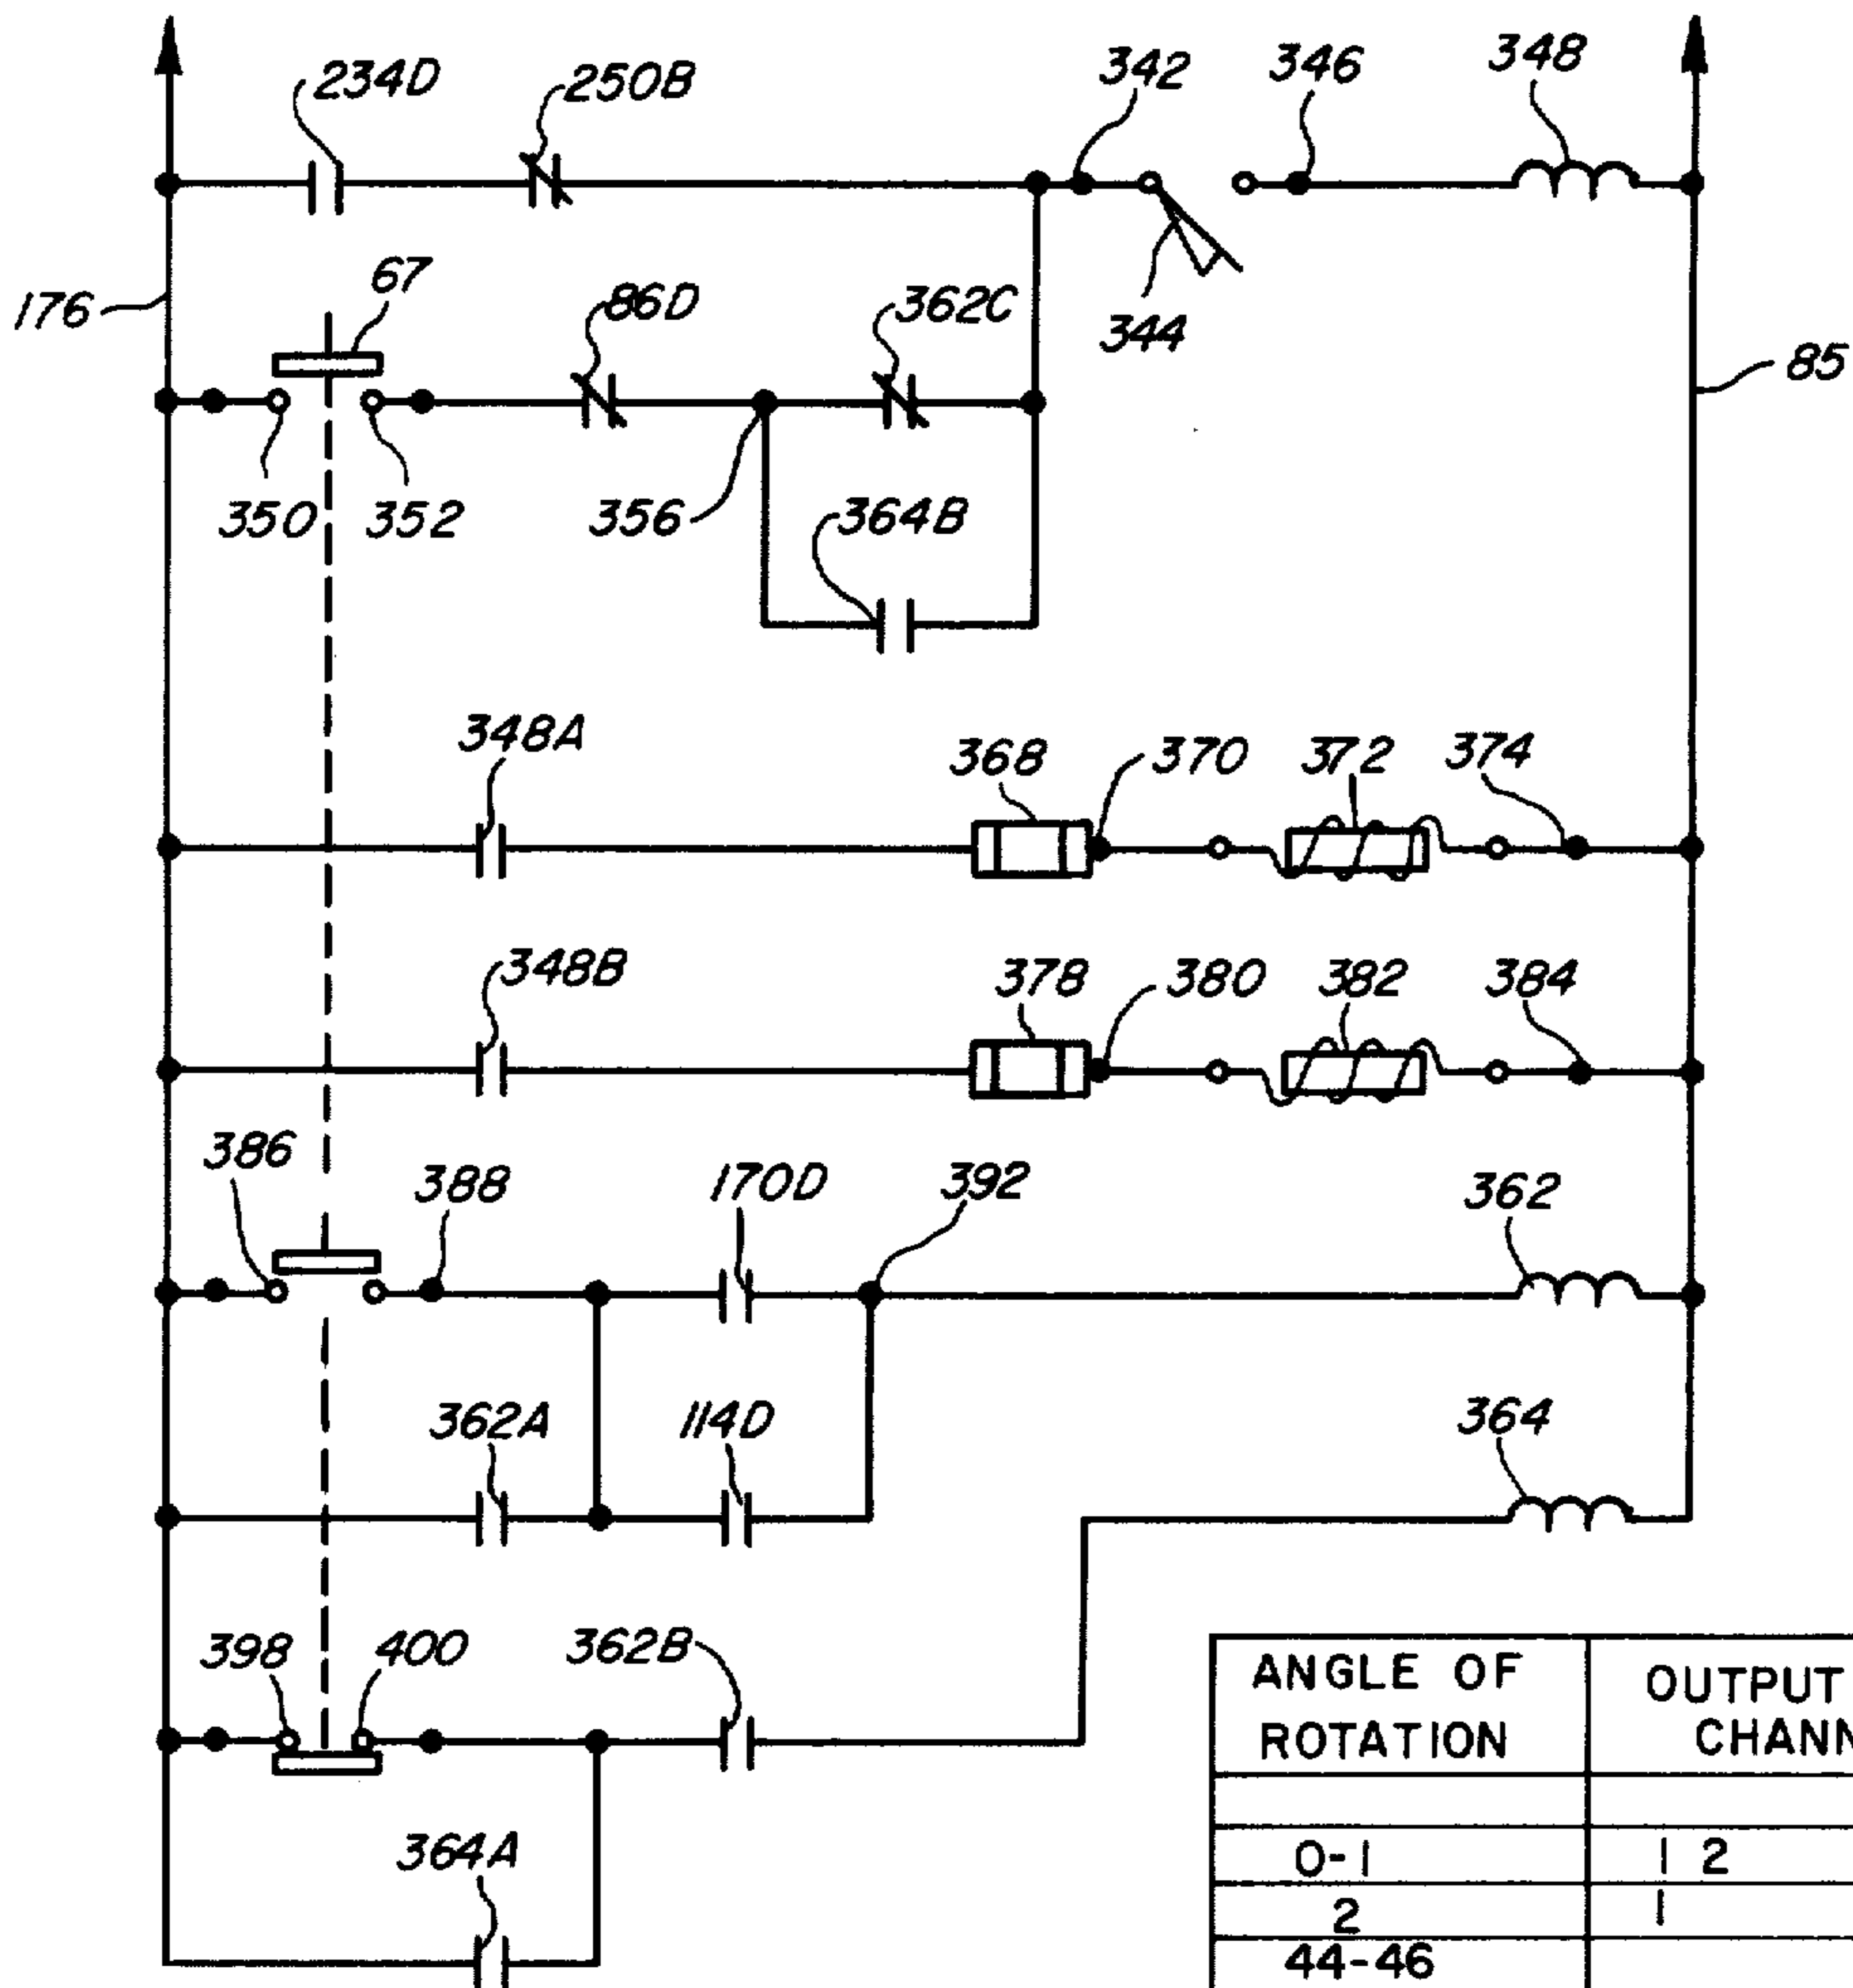 234D 250B 342 346 348
176 67 86D 362C 344 85
350 352 356 364B
348A 368 370 372 374
348B 378 380 382 384
386 388 170D 392 362
362A 114D 364
398 400 362B
364A
ANGLE OF OUTPUT
ROTATION CHANN
0-1 1 2
2 1
44-46